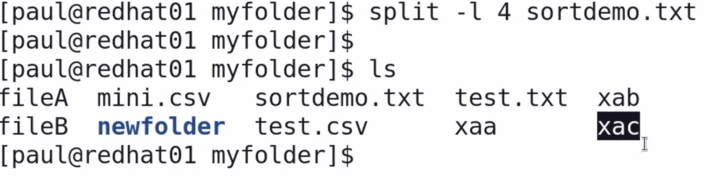 [paul@redhat01 myfolder]$ split -l 4 sortdemo.txt
[paul@redhat01 myfolder]$
[paul@redhat01 myfolder]$ ls
fileA  mini.csv   sortdemo.txt  test.txt  xab
fileB  newfolder  test.csv      xaa       xac
[paul@redhat01 myfolder]$